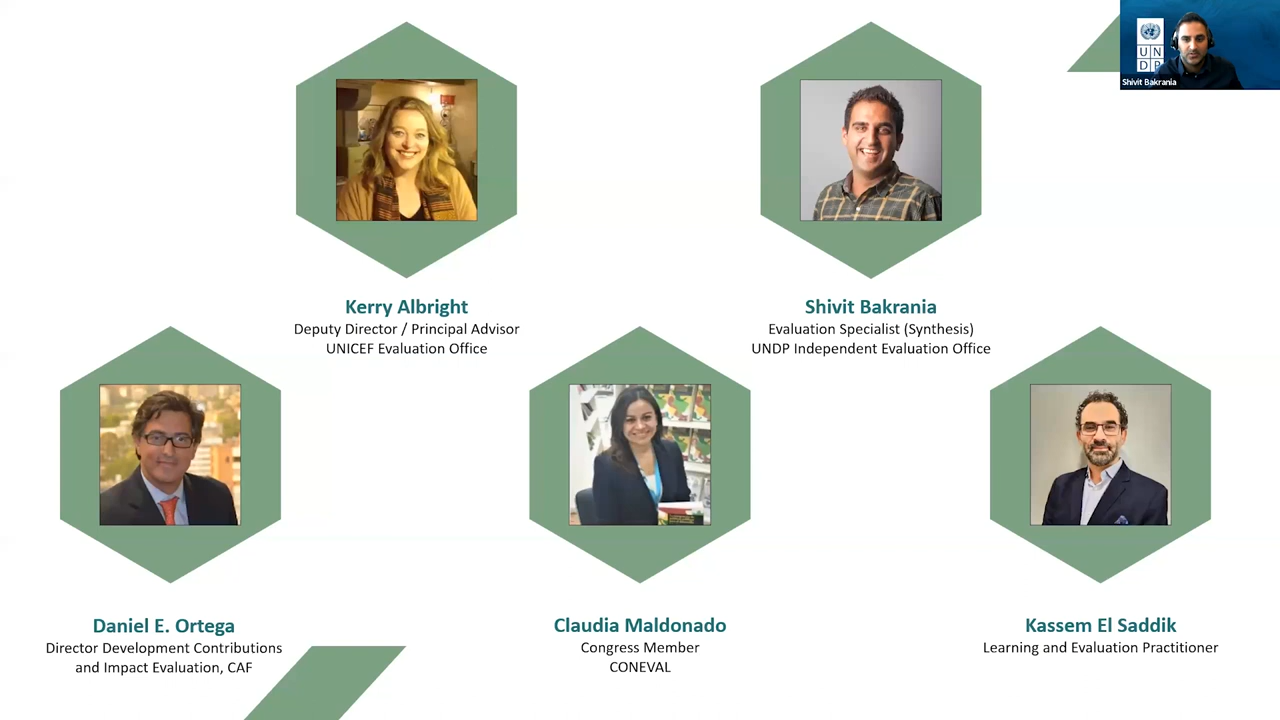 UN
DP
Shivit Bakrania
Kerry Albright
Deputy Director / Principal Advisor
UNICEF Evaluation Office
Shivit Bakrania
Evaluation Specialist (Synthesis)
UNDP Independent Evaluation Office
Daniel E. Ortega
Director Development Contributions
and Impact Evaluation, CAF
Claudia Maldonado
Congress Member
CONEVAL
Kassem El Saddik
Learning and Evaluation Practitioner